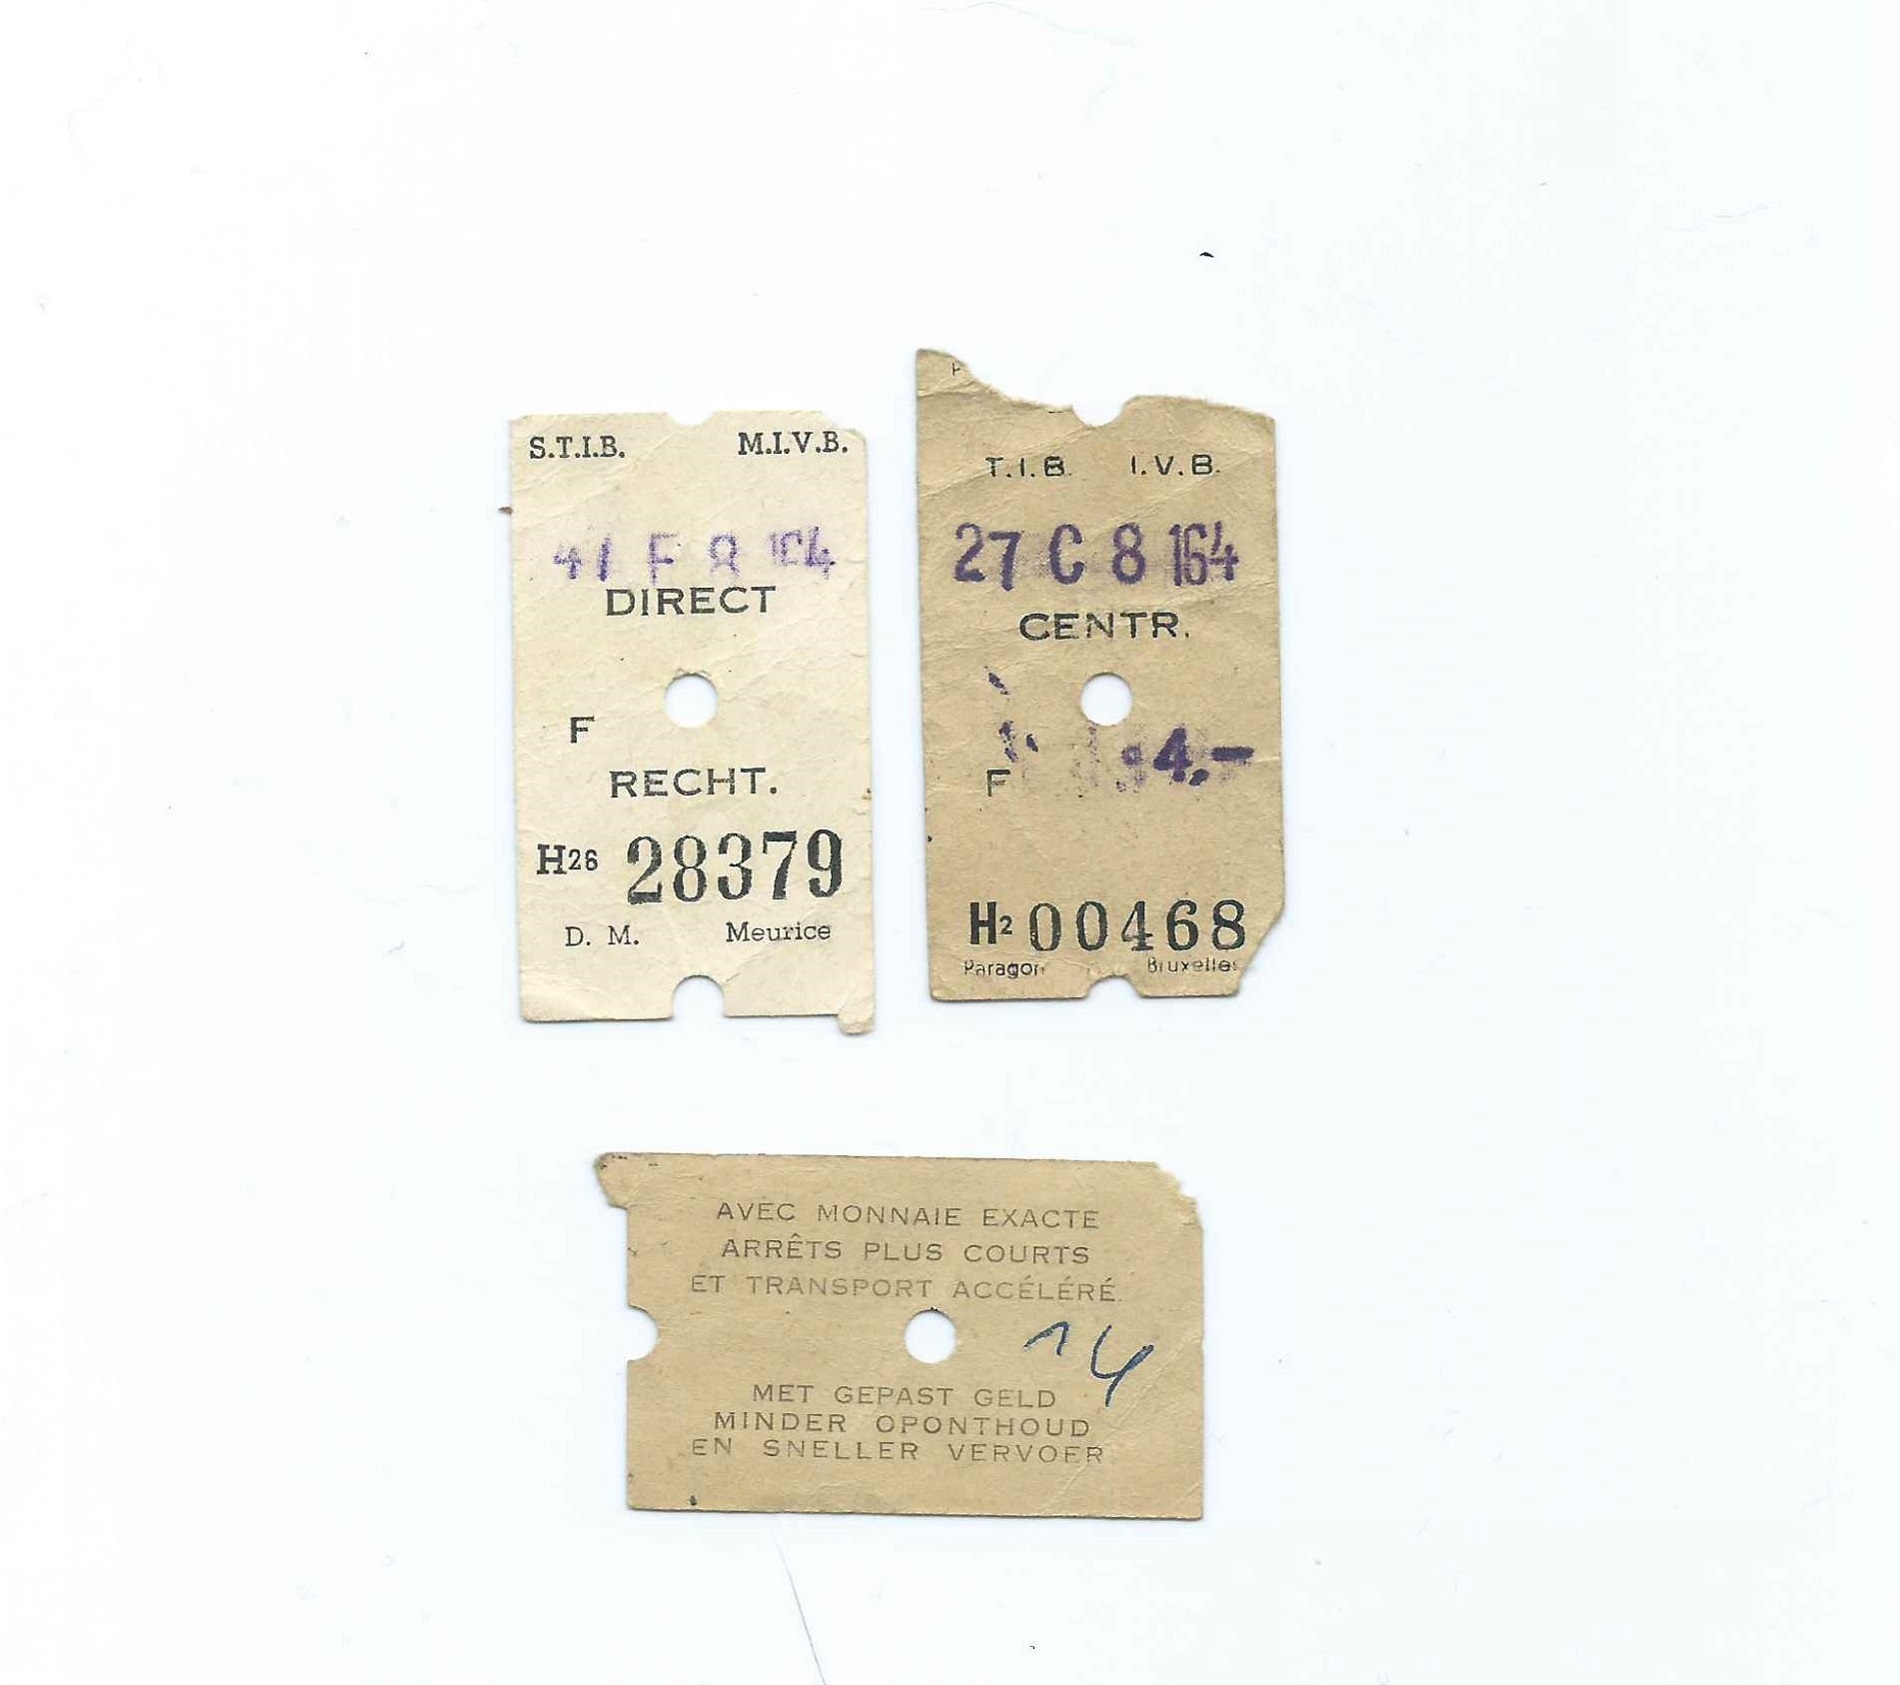 S.T.I.B. M.I.V.B.
DIRECT
F
RECHT.
H26 28379
D. M. Meurice
T.I.B. I.V.B.
27 C 8 164
CENTR.
4,-
F
H2 00468
Paragon Bruxelles
AVEC MONNAIE EXACTE
ARRÊTS PLUS COURTS
ET TRANSPORT ACCÉLÉRÉ.
14
MET GEPAST GELD
MINDER OPONTHOUD
EN SNELLER VERVOER